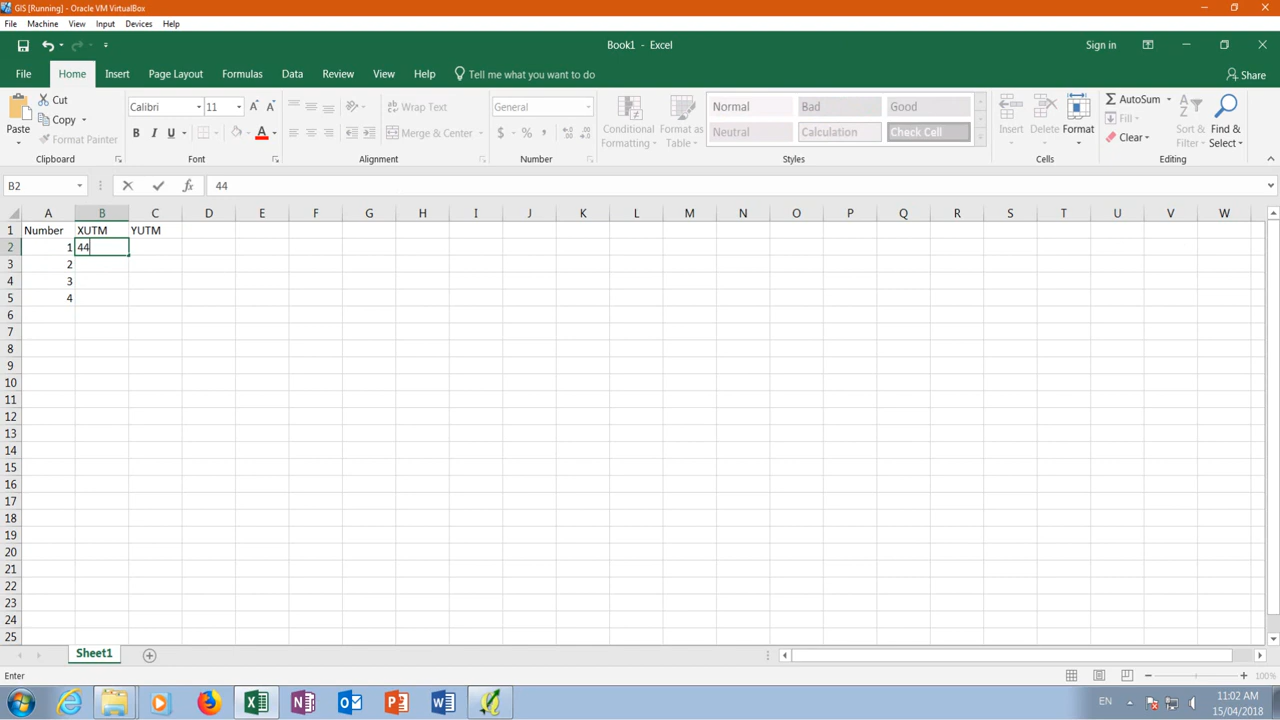 GIS [Running] - Oracle VM VirtualBox
File Machine View Input Devices Help
Book1 - Excel Sign in
File Home Insert Page Layout Formulas Data Review View Help Tell me what you want to do Share
Paste Cut Copy Format Painter Clipboard
Calibri 11 A A B I U A Font
Wrap Text Merge & Center Alignment
General $ % , Number
Conditional Formatting Format as Table
Normal Bad Good
Neutral Calculation Check Cell
Styles
Insert Delete Format Cells
AutoSum Fill Clear Sort & Filter Find & Select Editing
B2 fx 44
A B C D E F G H I J K L M N O P Q R S T U V W
1 Number XUTM YUTM
2 1 44
3 2
4 3
5 4
6
7
8
9
10
11
12
13
14
15
16
17
18
19
20
21
22
23
24
25
Sheet1
Enter 100%
EN 11:02 AM
15/04/2018